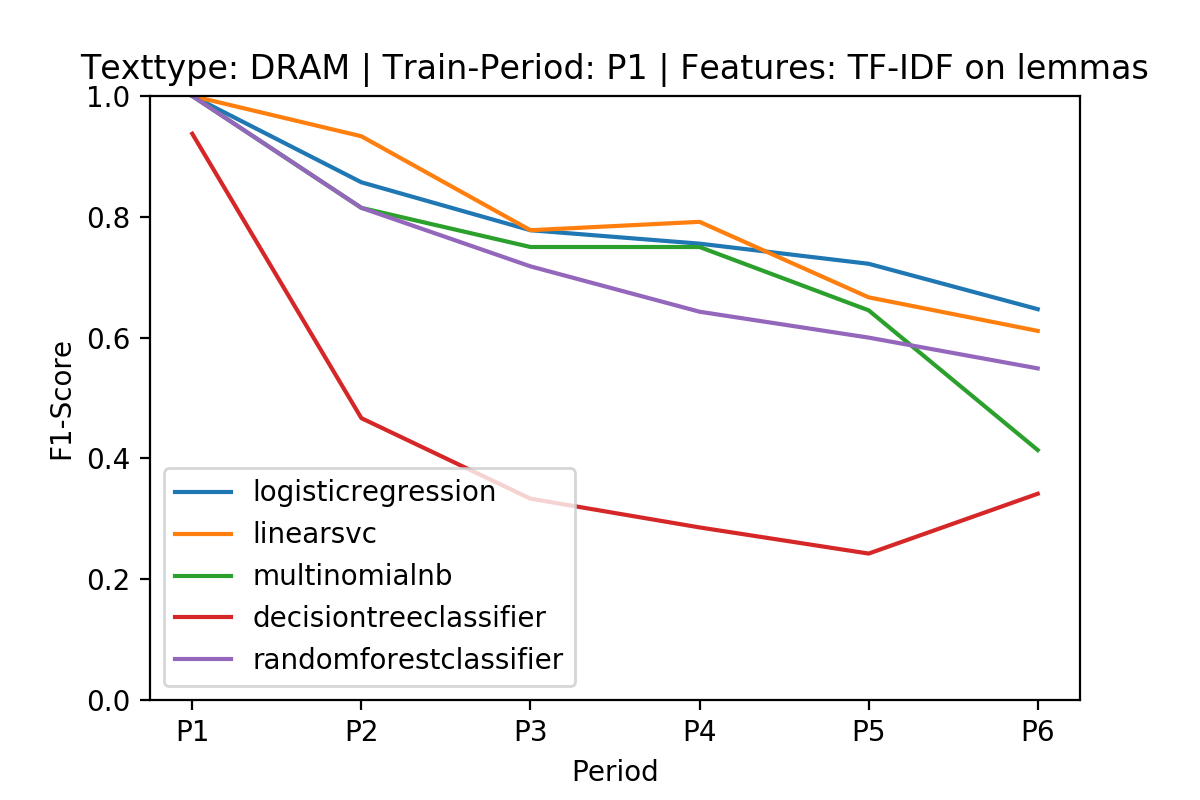 Texttype: DRAM | Train-Period: P1 | Features: TF-IDF on lemmas
1.0
0.8
0.6
0.4
0.2
0.0
F1-Score
logisticregression
linearsvc
multinomialnb
decisiontreeclassifier
randomforestclassifier
P1 P2 P3 P4 P5 P6
Period